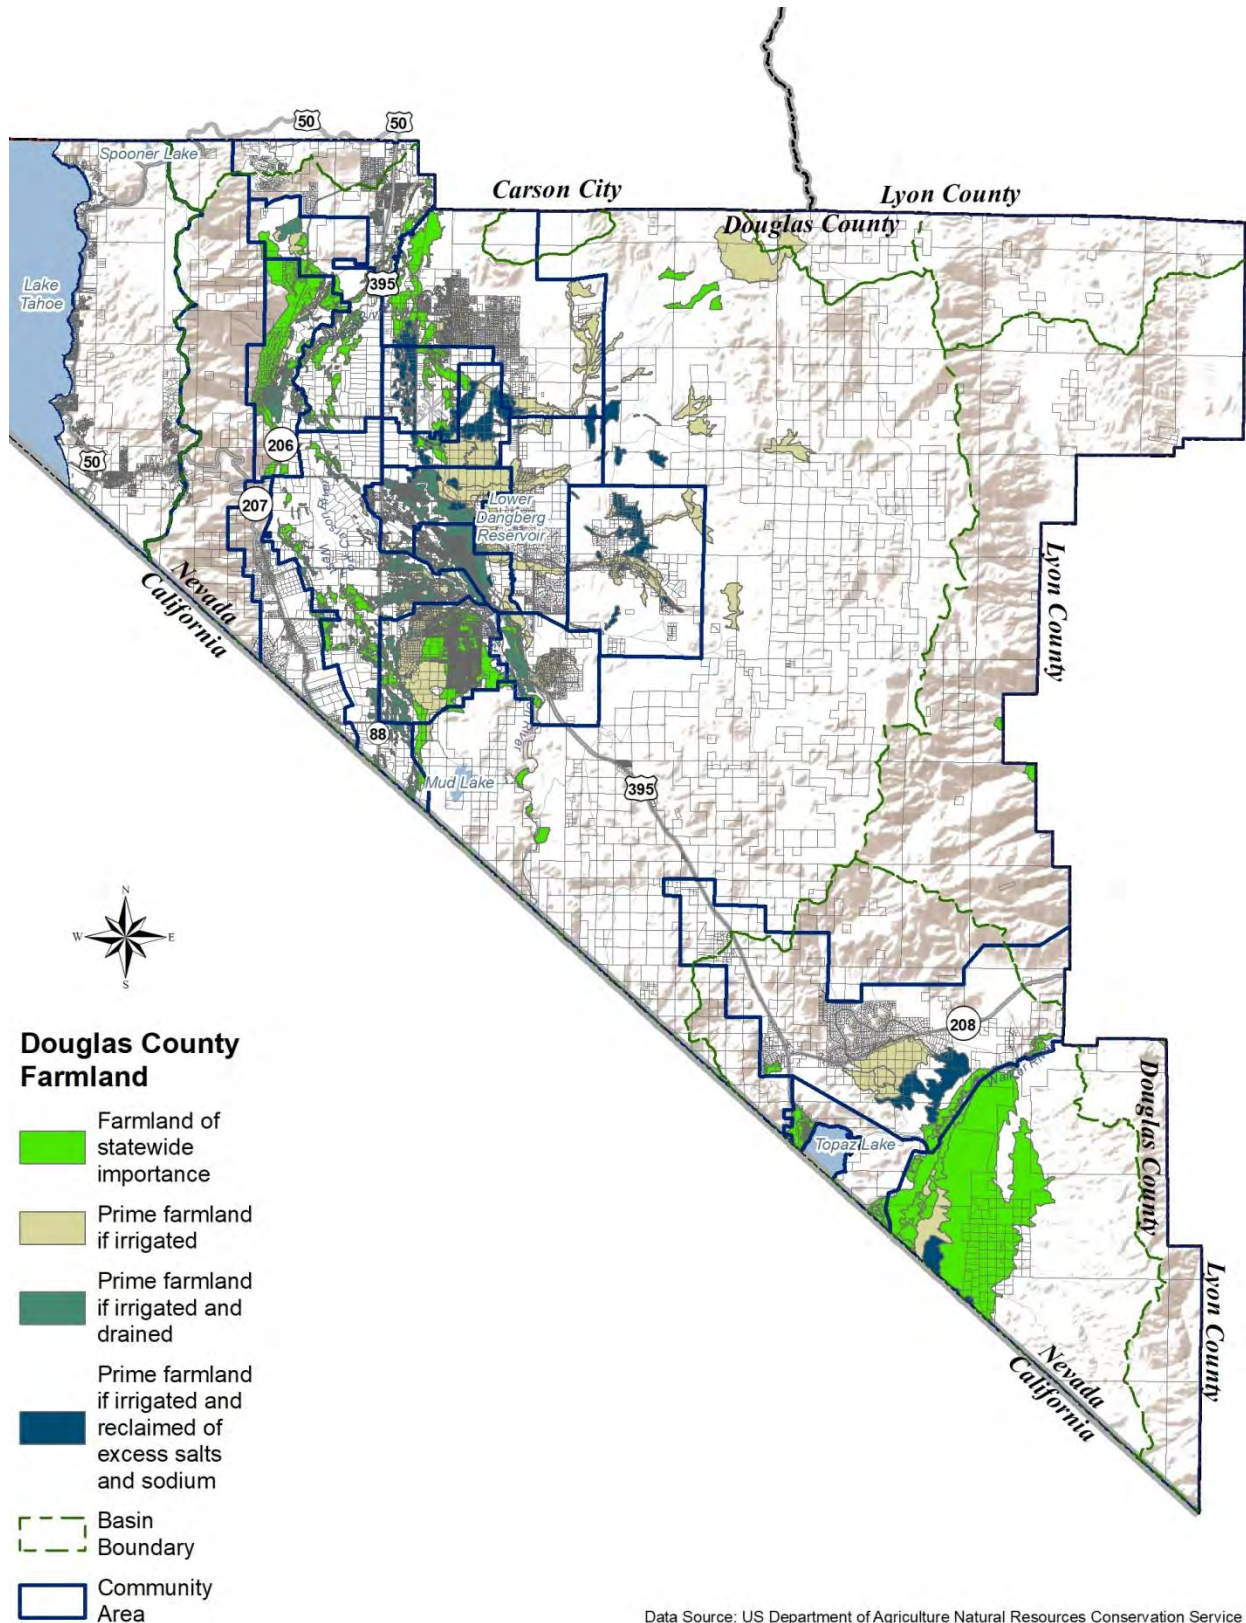 50
50
Spooner Lake
Carson City
Lyon County
Douglas County
Lake
Tahoe
395
206
50
207
Lower
Dangberg
Reservoir
Nevada
California
Lyon County
88
Mud Lake
395
N
W
E
S
208
Topaz Lake
Douglas County
Lyon County
Nevada
California
Douglas County
Farmland
Farmland of
statewide
importance
Prime farmland
if irrigated
Prime farmland
if irrigated and
drained
Prime farmland
if irrigated and
reclaimed of
excess salts
and sodium
Basin
Boundary
Community
Area
Data Source: US Department of Agriculture Natural Resources Conservation Service